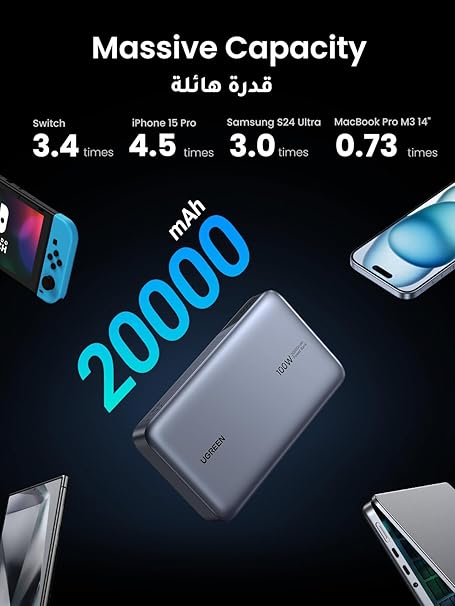 Massive Capacity
قدرة هائلة
Switch
3.4 times
iPhone 15 Pro
4.5 times
Samsung S24 Ultra
3.0 times
MacBook Pro M3 14"
0.73 times
20000 mAh
100W
UGREEN